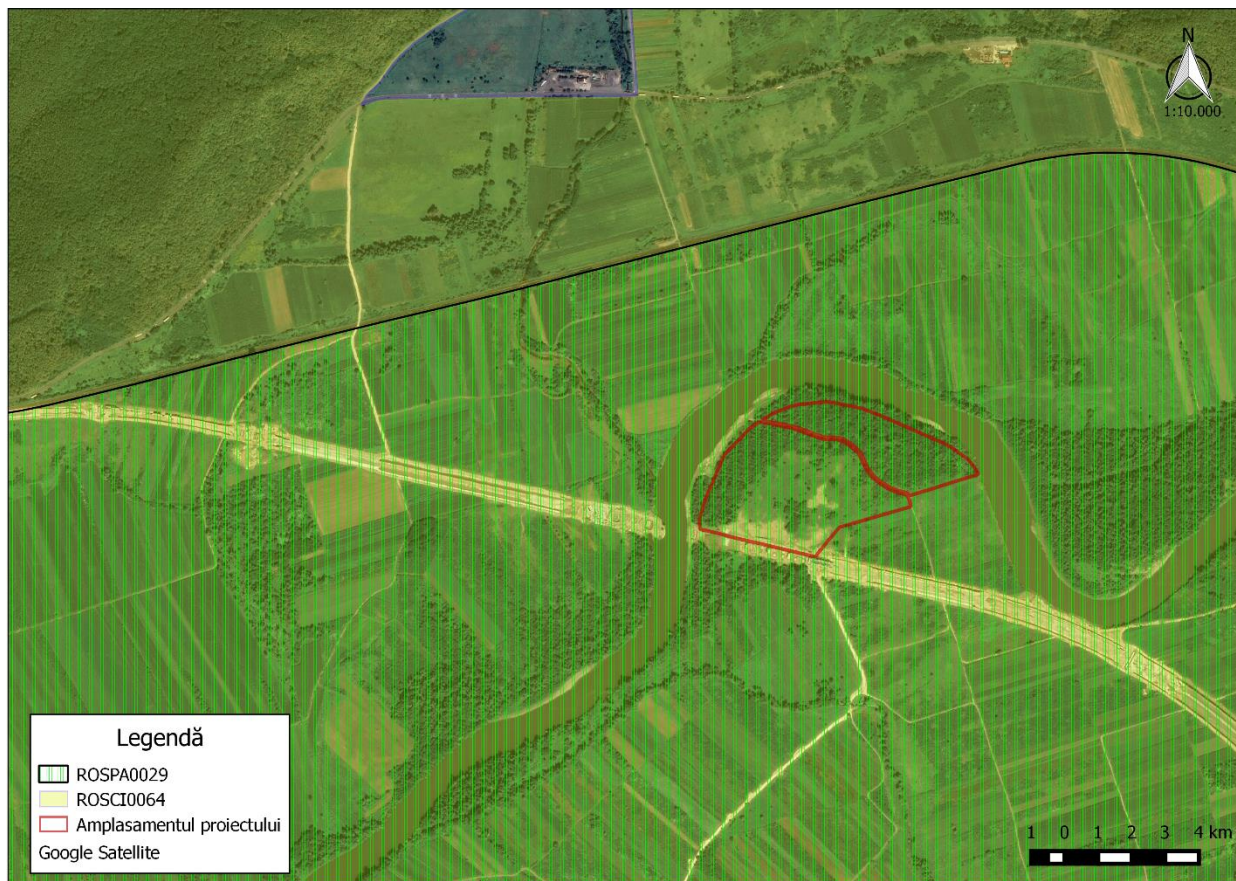 N
1:10.000
Legendă
ROSPA0029
ROSCI0064
Amplasamentul proiectului
Google Satellite
1 0 1 2 3 4 km